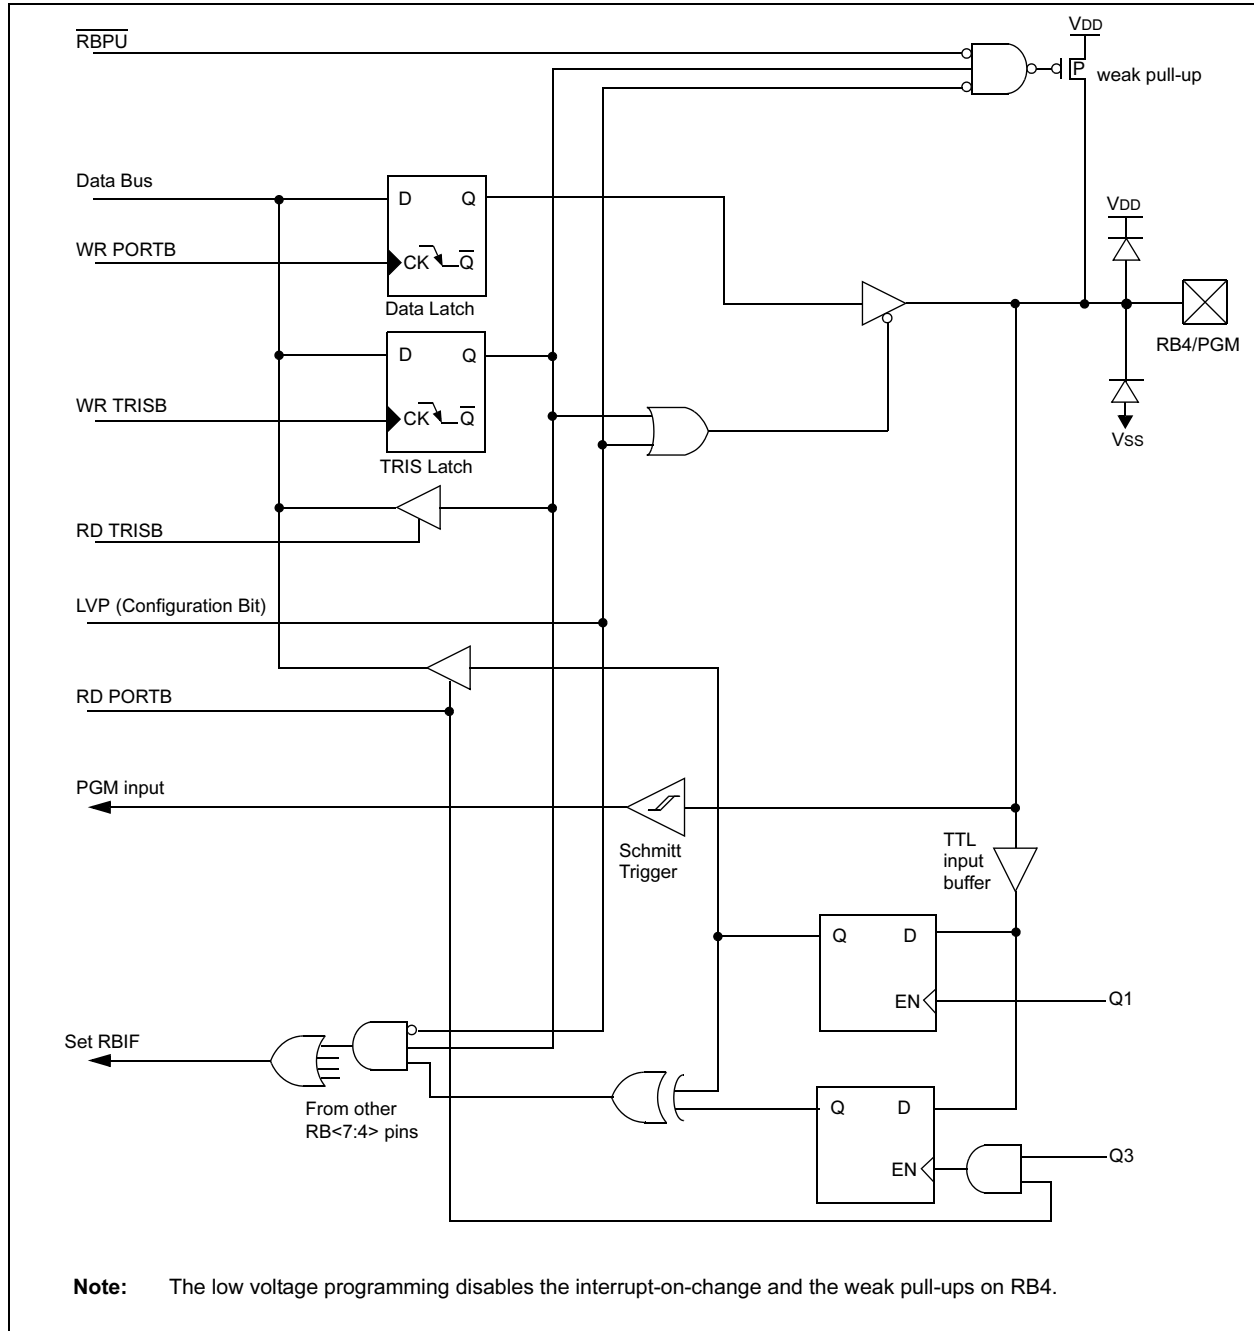 RBPU
VDD
P
weak pull-up
Data Bus
D Q
VDD
WR PORTB
CK Q
Data Latch
D Q
RB4/PGM
WR TRISB
CK Q
VSS
TRIS Latch
RD TRISB
LVP (Configuration Bit)
RD PORTB
PGM input
Schmitt
Trigger
TTL
input
buffer
Q D
EN
Q1
Set RBIF
From other
RB<7:4> pins
Q D
EN
Q3
Note: The low voltage programming disables the interrupt-on-change and the weak pull-ups on RB4.